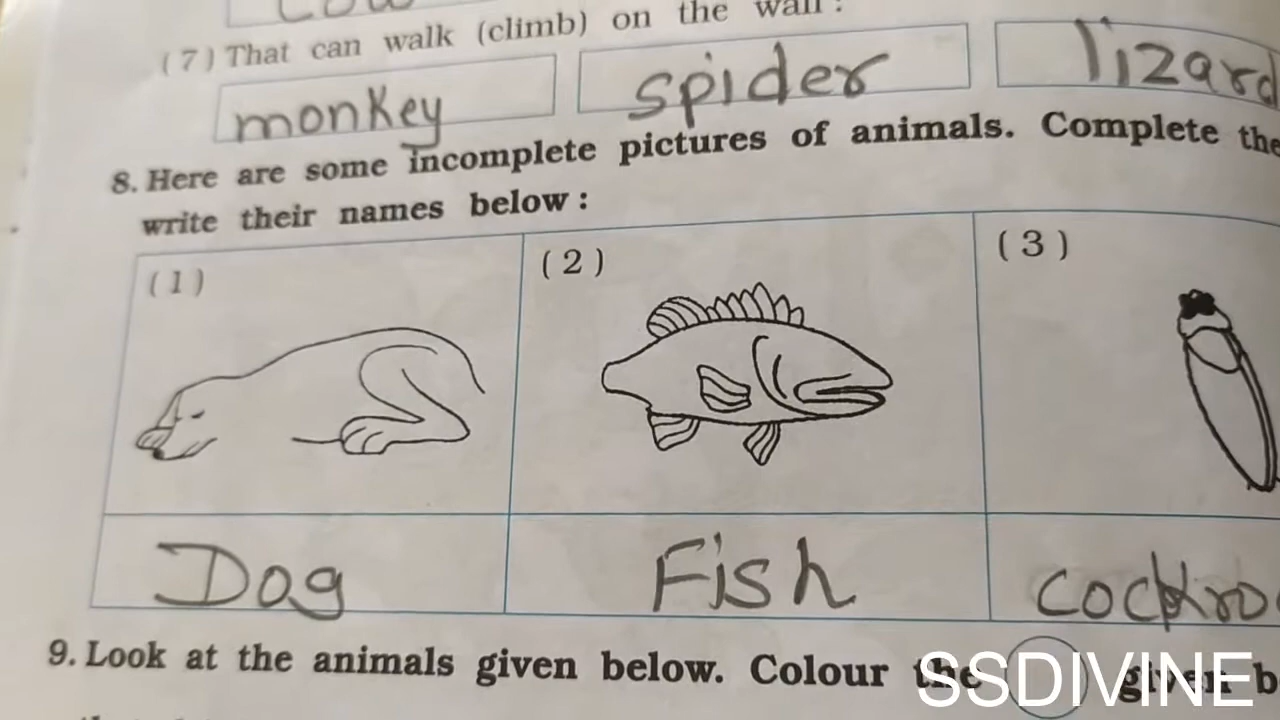 (7) That can walk (climb) on the wall :
monkey spider lizard
8. Here are some incomplete pictures of animals. Complete the
write their names below :
(1) (2) (3)
Dog Fish
9. Look at the animals given below. Colour the given
SSDIVINE